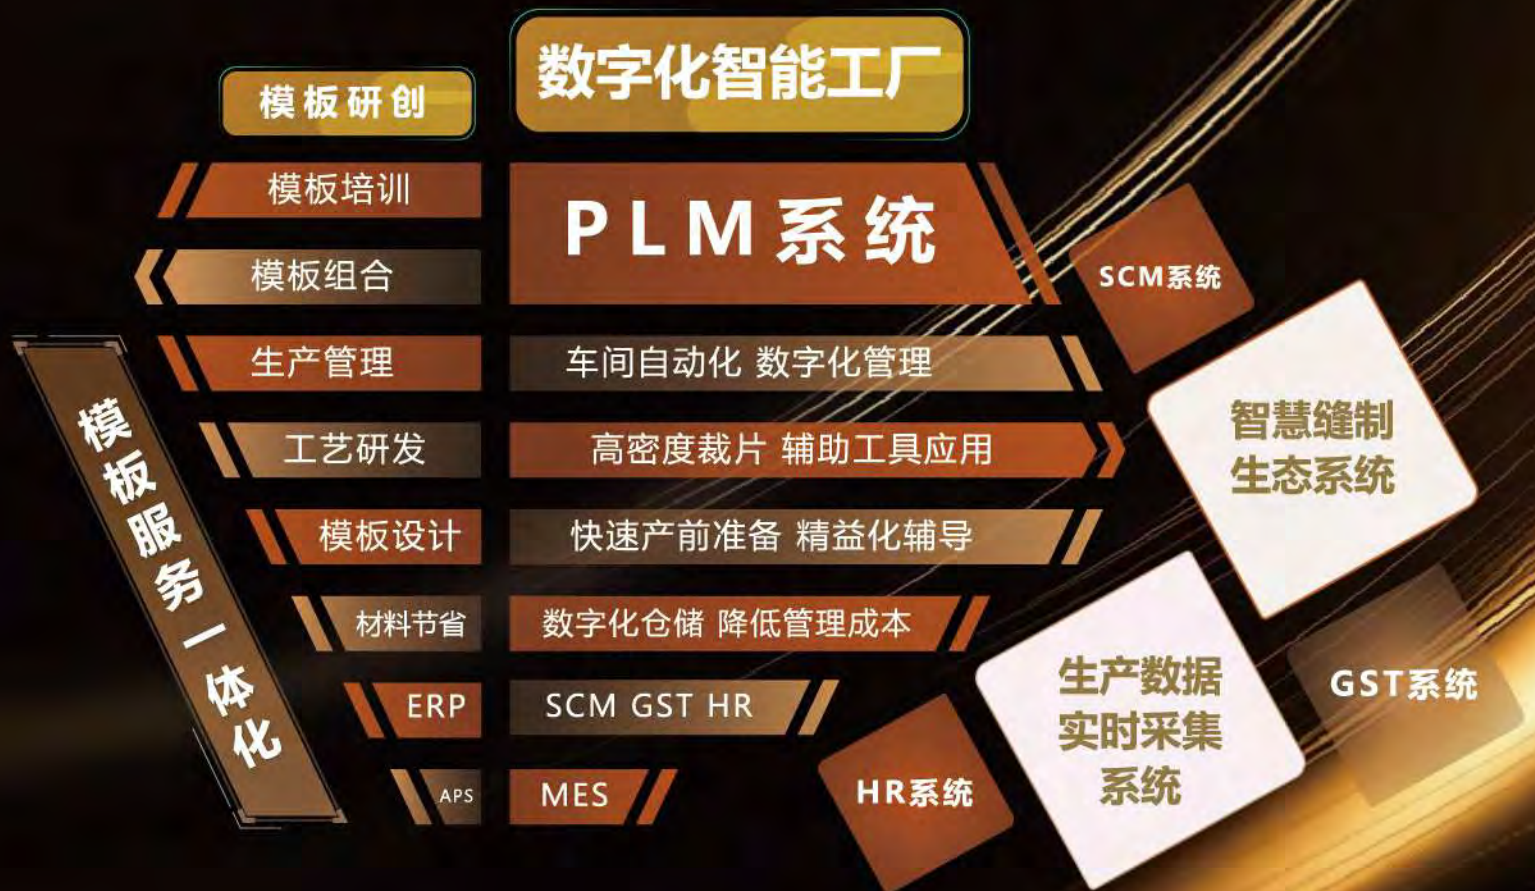 数字化智能工厂
模板研创
模板培训
PLM系统
模板组合
SCM系统
生产管理
车间自动化 数字化管理
模板服务一体化
智慧缝制
生态系统
工艺研发
高密度裁片 辅助工具应用
模板设计
快速产前准备 精益化辅导
材料节省
数字化仓储 降低管理成本
生产数据
实时采集
系统
GST系统
ERP
SCM GST HR
HR系统
APS
MES